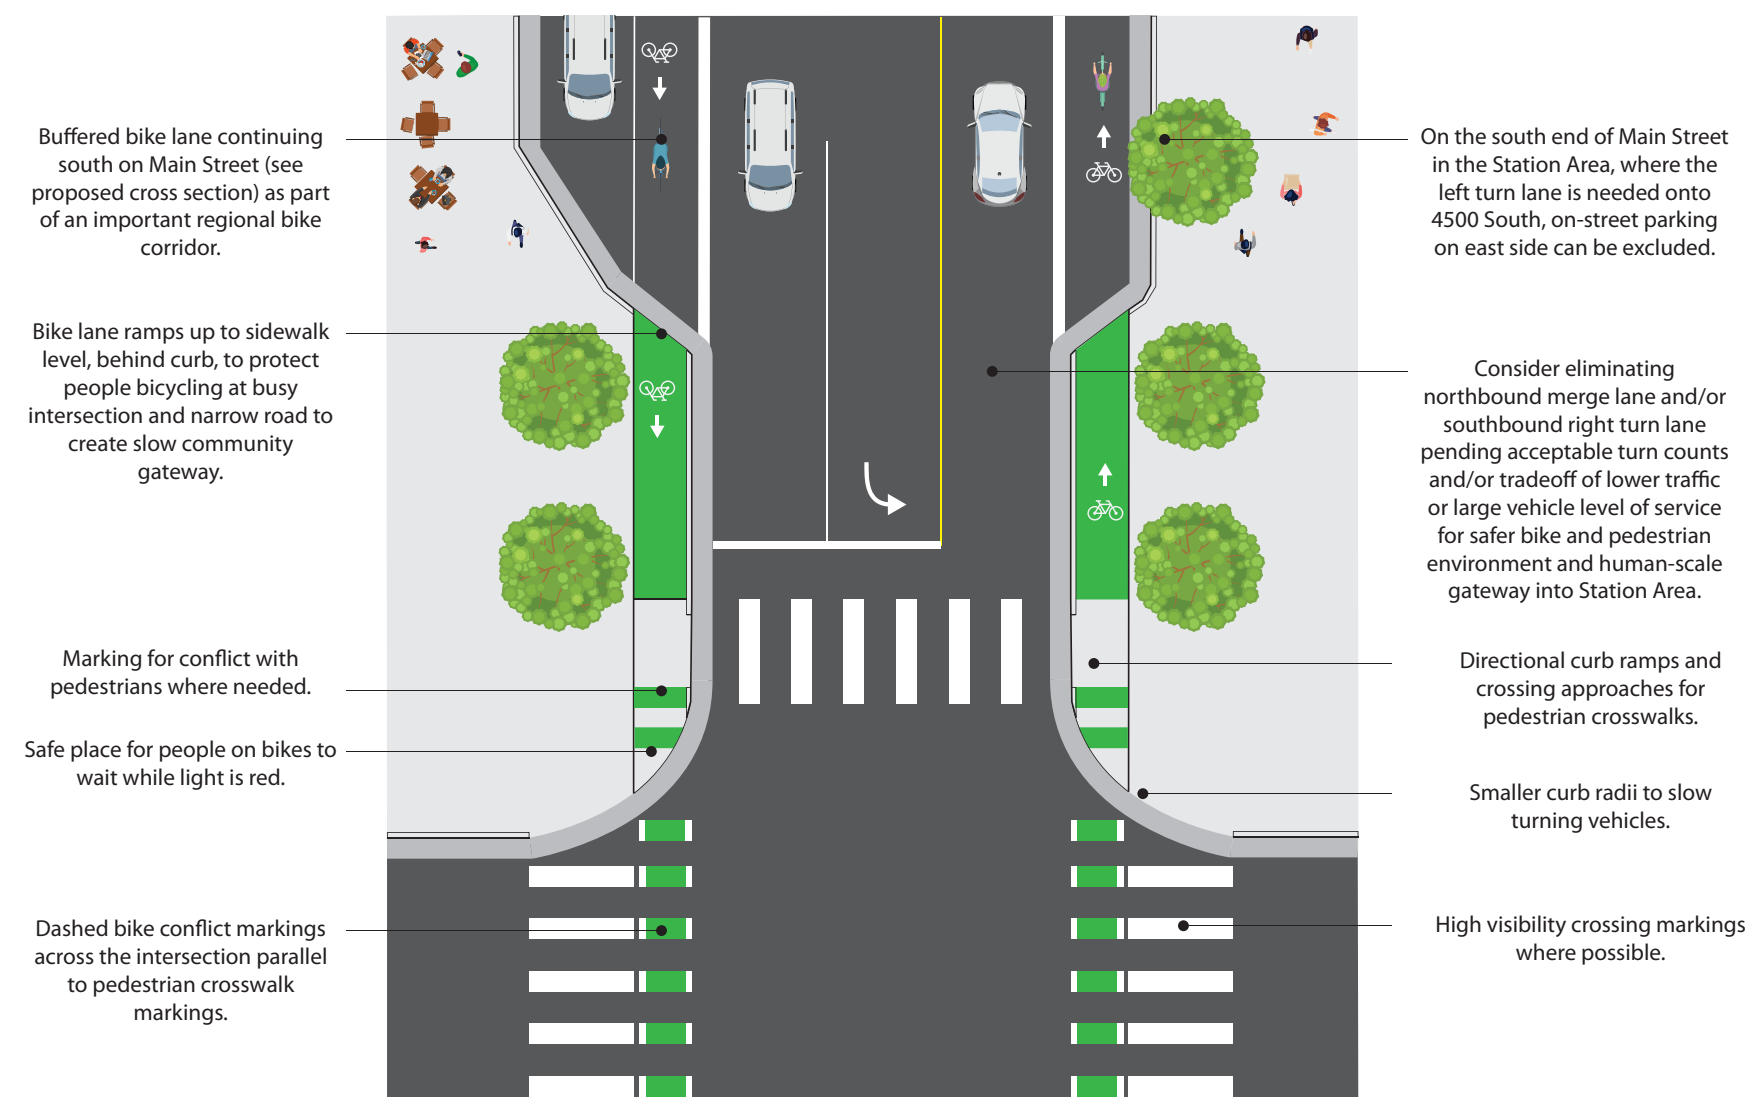 Buffered bike lane continuing
south on Main Street (see
proposed cross section) as part
of an important regional bike
corridor.
Bike lane ramps up to sidewalk
level, behind curb, to protect
people bicycling at busy
intersection and narrow road to
create slow community
gateway.
Marking for conflict with
pedestrians where needed.
Safe place for people on bikes to
wait while light is red.
Dashed bike conflict markings
across the intersection parallel
to pedestrian crosswalk
markings.
On the south end of Main Street
in the Station Area, where the
left turn lane is needed onto
4500 South, on-street parking
on east side can be excluded.
Consider eliminating
northbound merge lane and/or
southbound right turn lane
pending acceptable turn counts
and/or tradeoff of lower traffic
or large vehicle level of service
for safer bike and pedestrian
environment and human-scale
gateway into Station Area.
Directional curb ramps and
crossing approaches for
pedestrian crosswalks.
Smaller curb radii to slow
turning vehicles.
High visibility crossing markings
where possible.